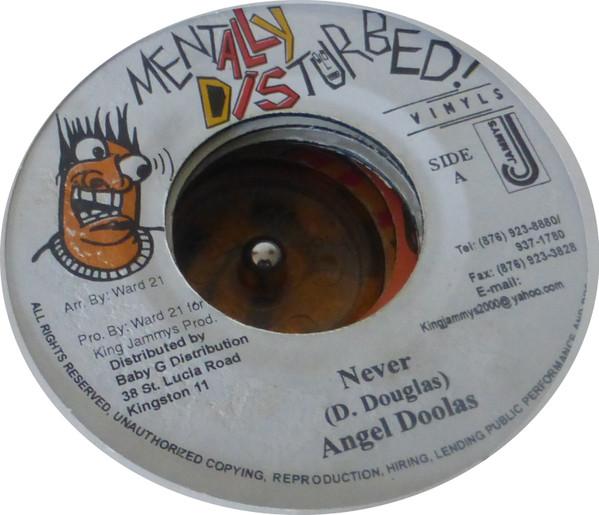 MENTALLY
DISTURBED!
VINYLS
JAMMYS
SIDE
A
Tel: (876) 923-8880/
937-1780
Fax: (876) 923-3828
E-mail:
Kingjammys2000@yahoo.com
Arr. By: Ward 21
Pro. By: Ward 21 for
King Jammys Prod.
Distributed by
Baby G Distribution
38 St. Lucia Road
Kingston 11
Never
(D. Douglas)
Angel Doolas
ALL RIGHTS RESERVED, UNAUTHORIZED COPYING, REPRODUCTION, HIRING, LENDING PUBLIC PERFORMANCE AND